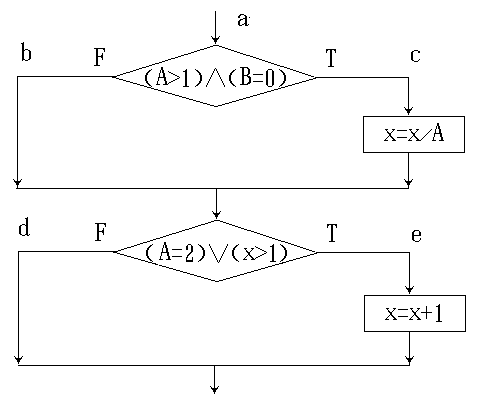 a
b F T c
(A>1)∧(B=0)
x=x/A
d F T e
(A=2)∨(x>1)
x=x+1